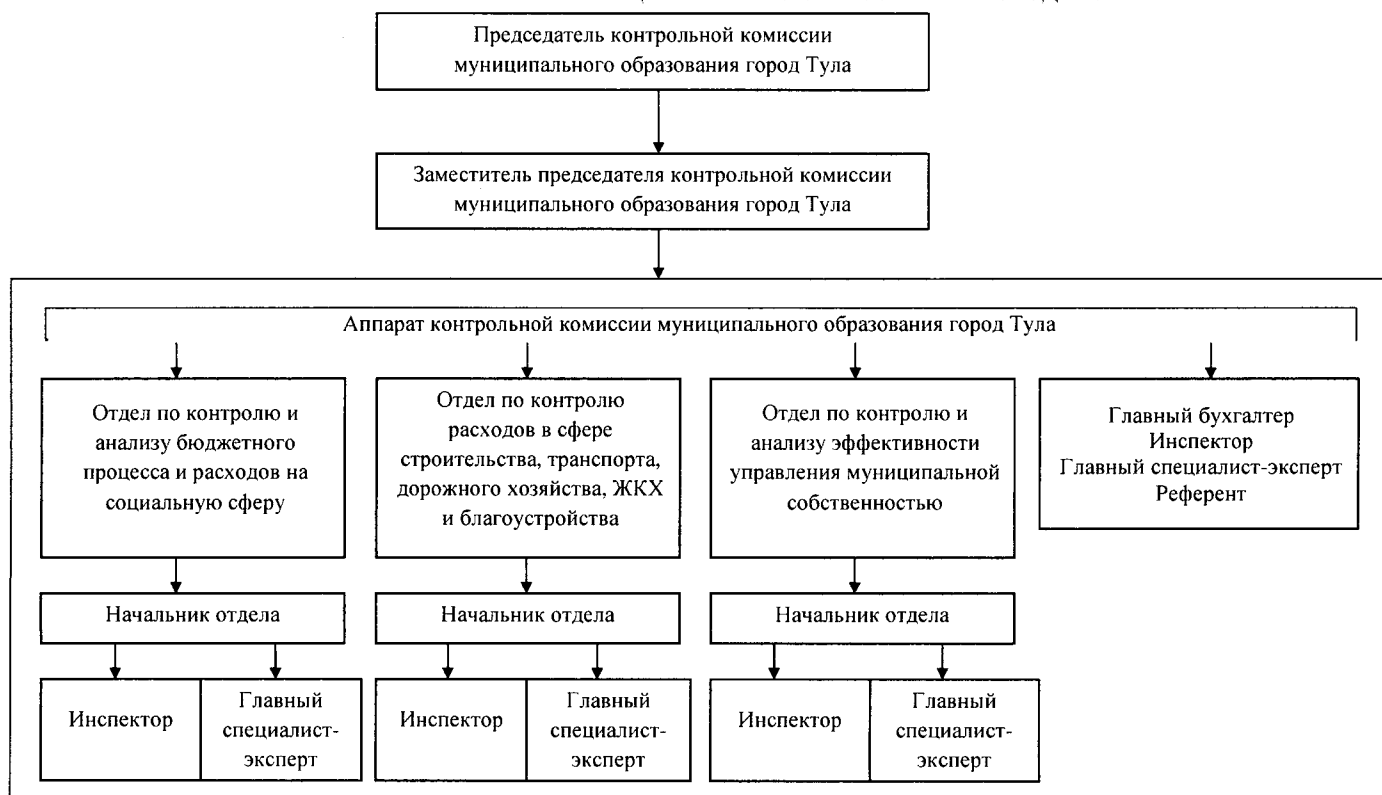 Председатель контрольной комиссии
муниципального образования город Тула
Заместитель председателя контрольной комиссии
муниципального образования город Тула
Аппарат контрольной комиссии муниципального образования город Тула
Отдел по контролю и
анализу бюджетного
процесса и расходов на
социальную сферу
Отдел по контролю
расходов в сфере
строительства, транспорта,
дорожного хозяйства, ЖКХ
и благоустройства
Отдел по контролю и
анализу эффективности
управления муниципальной
собственностью
Главный бухгалтер
Инспектор
Главный специалист-эксперт
Референт
Начальник отдела
Начальник отдела
Начальник отдела
Инспектор
Главный
специалист-
эксперт
Инспектор
Главный
специалист-
эксперт
Инспектор
Главный
специалист-
эксперт